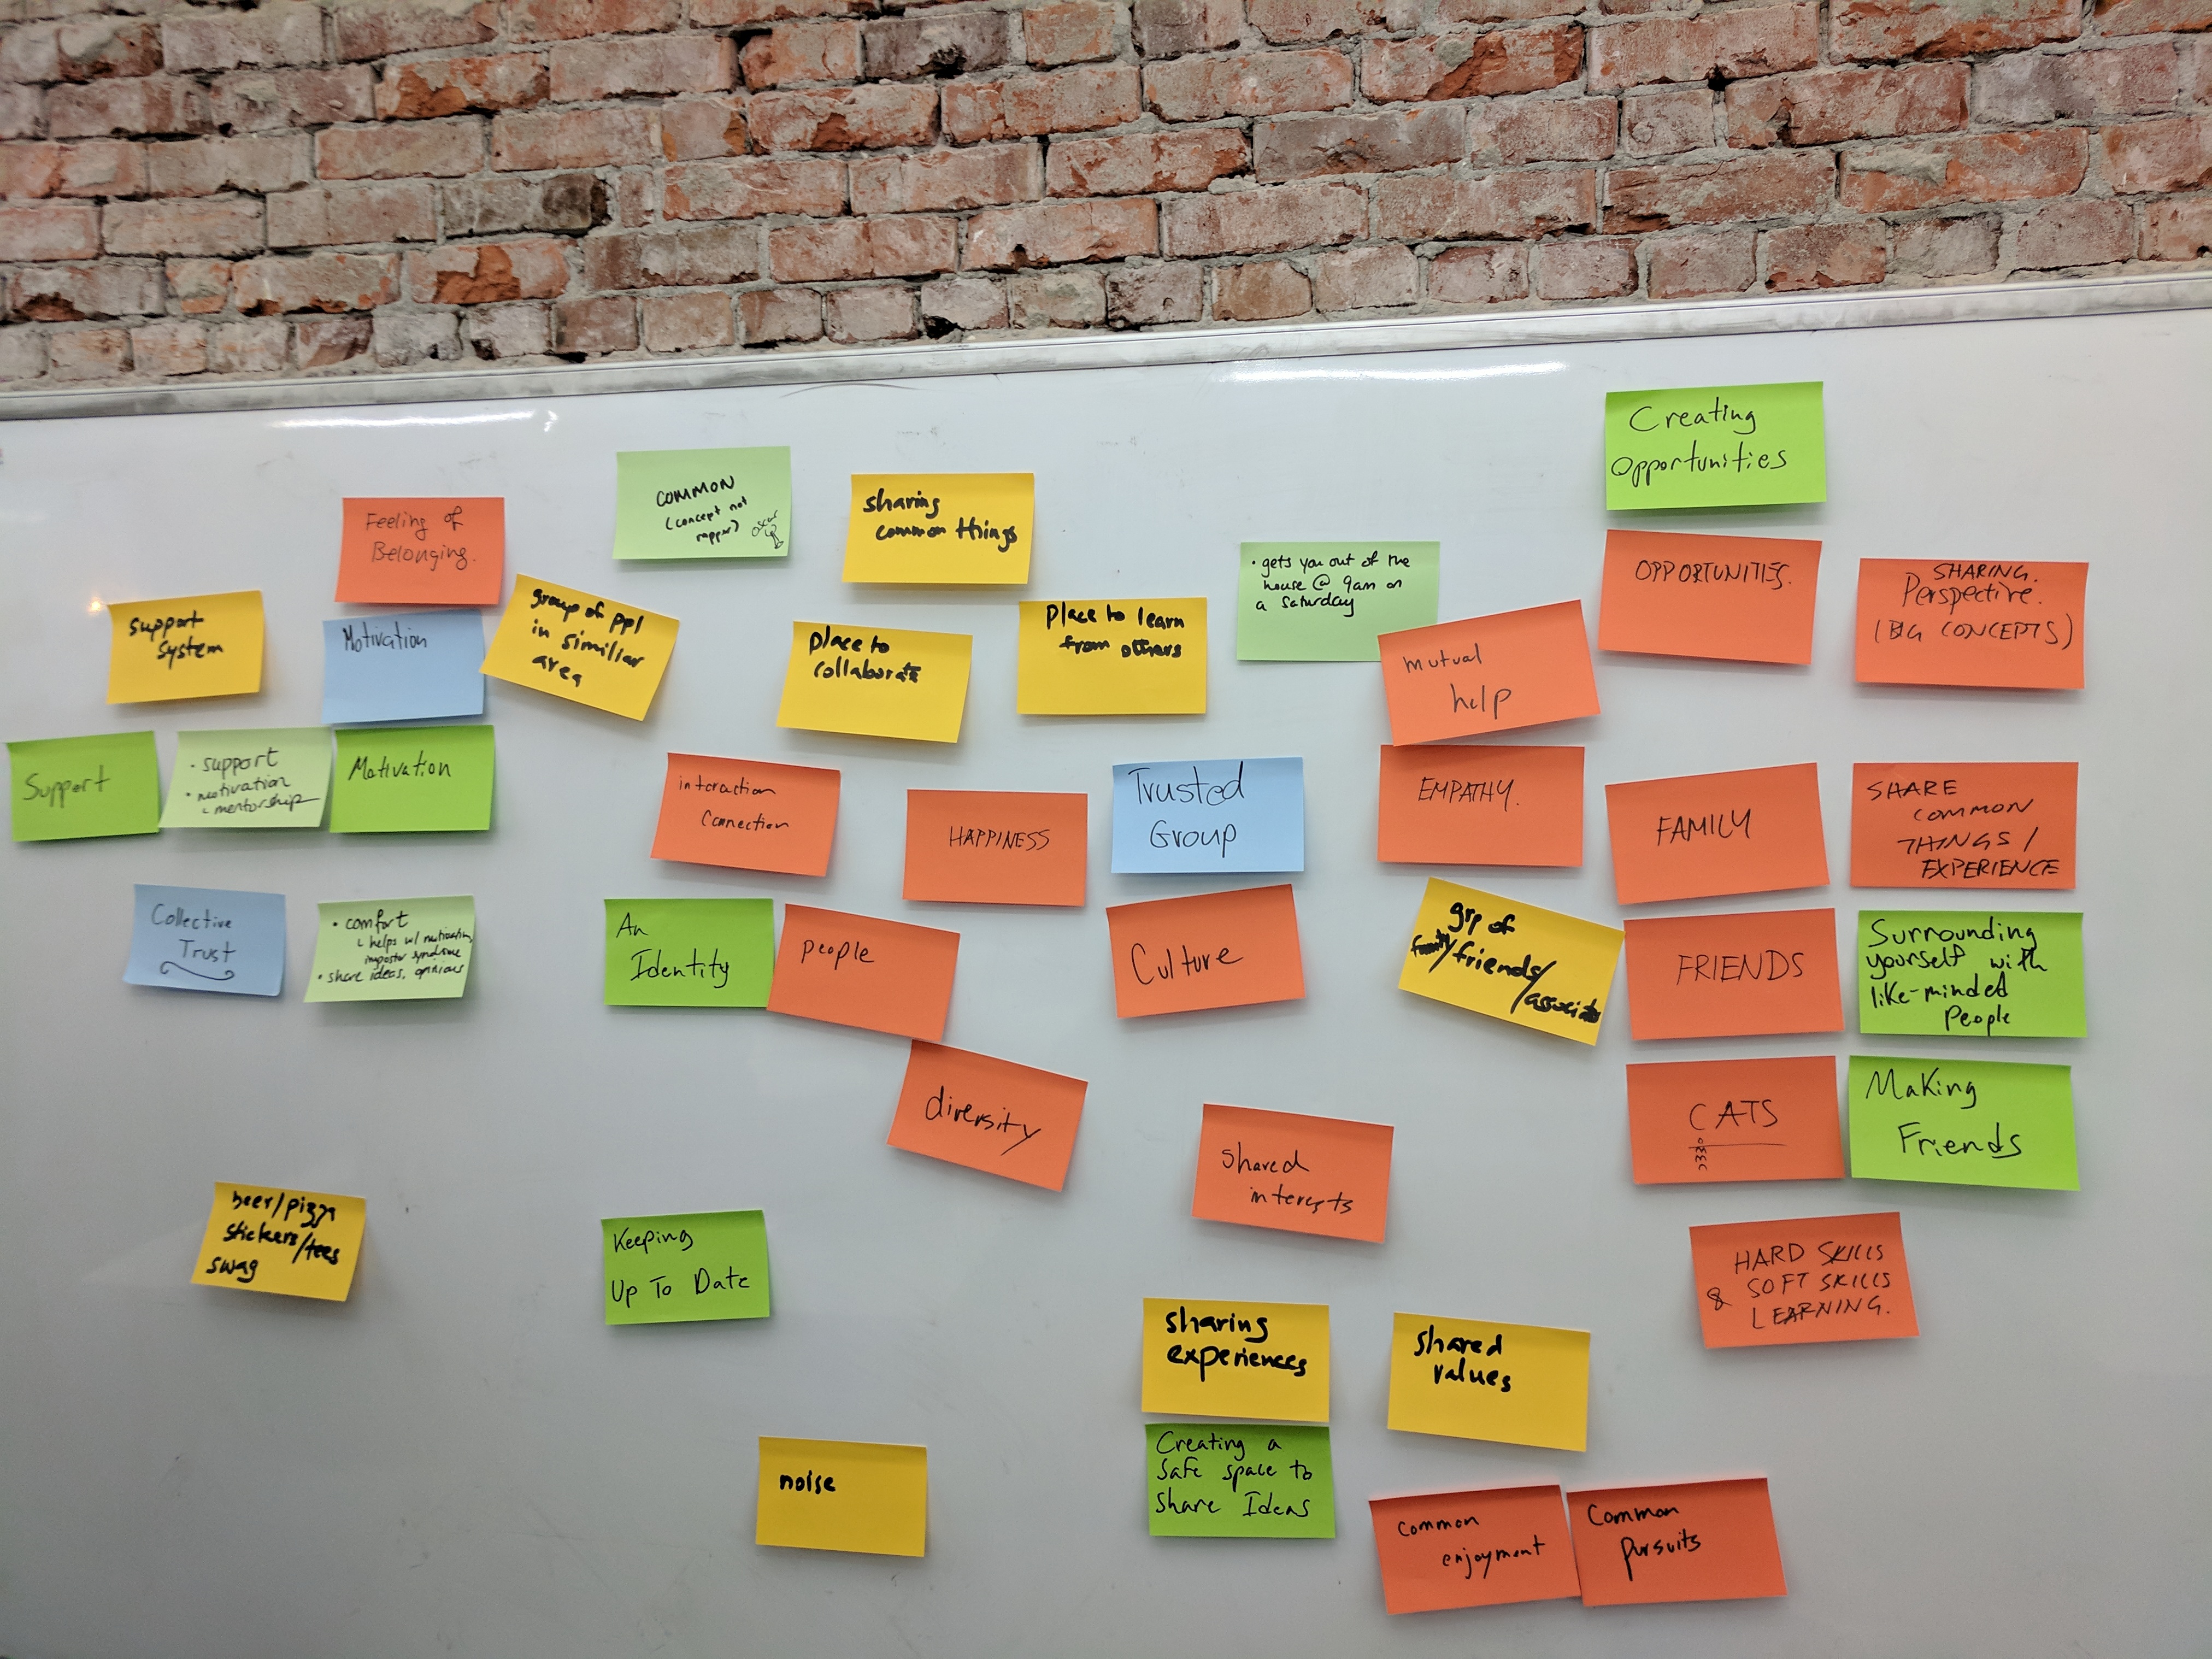 Creating
Opportunities
Feeling of
Belonging.
COMMON
(concept not
rapper)
oscar
sharing
common things
support
system
Motivation
group of ppl
in similiar
area
place to
collaborate
place to learn
from others
• gets you out of the
house @ 9am on
a saturday
mutual
help
OPPORTUNITIES.
SHARING.
Perspective.
(BIG CONCEPTS)
Support
• support
• motivation
mentorship
Motivation
interaction
Connection
HAPPINESS
Trusted
Group
EMPATHY.
FAMILY
SHARE
COMMON
THINGS /
EXPERIENCE
Collective
Trust
• comfort
helps w/ motivation,
impostor syndrome
• share ideas, opinions
An
Identity
people
Culture
grp of
family/friends/
/associates
FRIENDS
Surrounding
yourself with
like-minded
People
diversity
shared
interests
CATS
Making
Friends
beer/pizza
stickers/tees
swag
Keeping
Up To Date
HARD SKILLS
& SOFT SKILLS
LEARNING.
sharing
experiences
shared
values
noise
Creating a
Safe space to
Share Ideas
Common
enjoyment
Common
pursuits